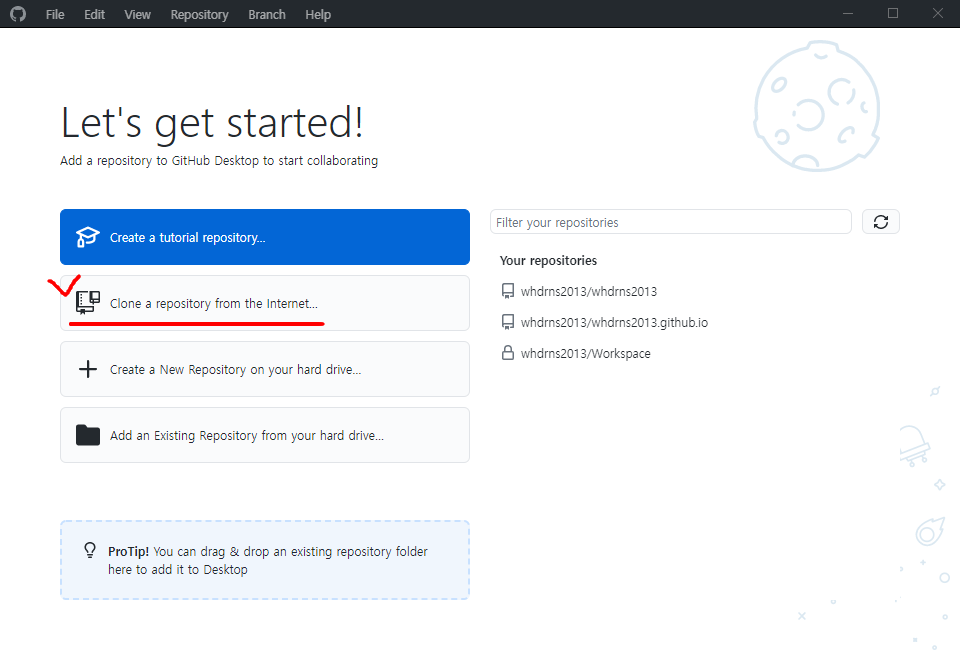 File Edit View Repository Branch Help
Let's get started!
Add a repository to GitHub Desktop to start collaborating
Create a tutorial repository...
Clone a repository from the Internet...
Create a New Repository on your hard drive...
Add an Existing Repository from your hard drive...
ProTip! You can drag & drop an existing repository folder
here to add it to Desktop
Filter your repositories
Your repositories
whdrns2013/whdrns2013
whdrns2013/whdrns2013.github.io
whdrns2013/Workspace